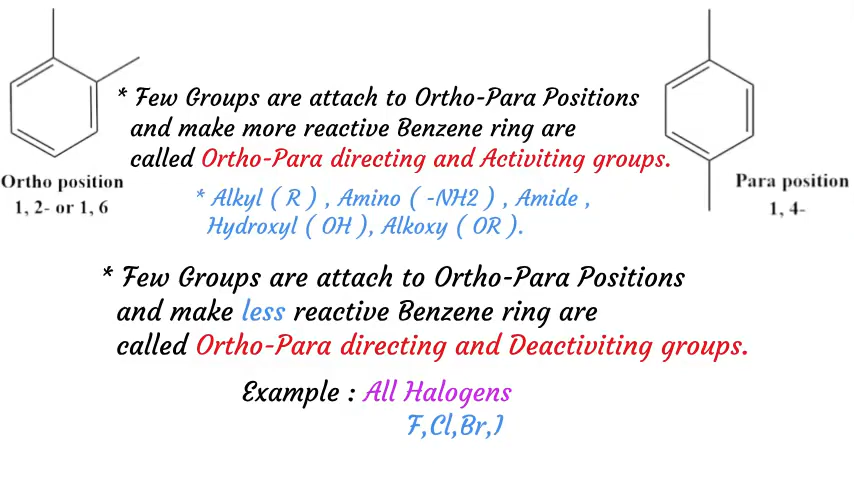 * Few Groups are attach to Ortho-Para Positions
and make more reactive Benzene ring are
called Ortho-Para directing and Activiting groups.
Ortho position
1, 2- or 1, 6
Para position
1, 4-
* Alkyl ( R ) , Amino ( -NH2 ) , Amide ,
Hydroxyl ( OH ), Alkoxy ( OR ).
* Few Groups are attach to Ortho-Para Positions
and make less reactive Benzene ring are
called Ortho-Para directing and Deactiviting groups.
Example : All Halogens
F,Cl,Br,I